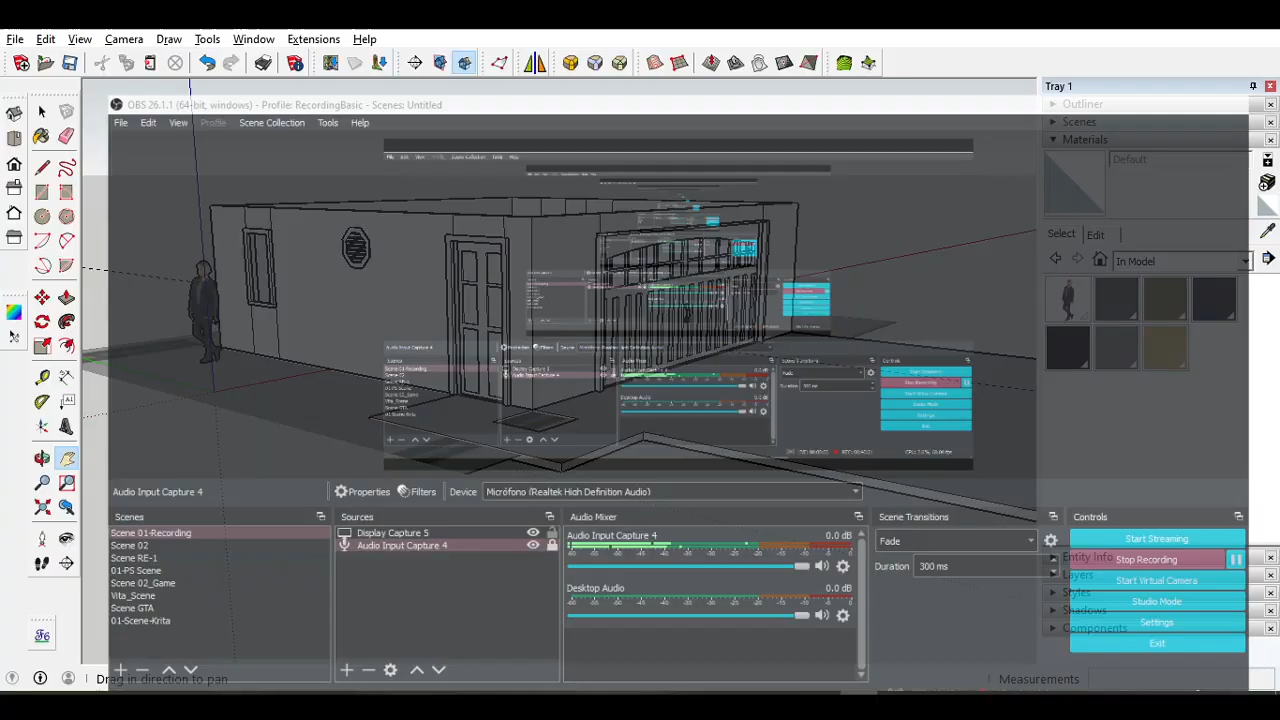 File Edit View Camera Draw Tools Window Extensions Help
Tray 1
OBS 26.1.1 (64-bit, windows) - Profile: RecordingBasic - Scenes: Untitled
Outliner
File Edit View Profile Scene Collection Tools Help
Scenes
Materials
Default
Select Edit
In Model
Audio Input Capture 4
Properties Filters Device Micrófono (Realtek High Definition Audio)
Scenes
Sources
Audio Mixer
Scene Transitions
Controls
Scene 01-Recording
Scene 02
Scene RE-1
01-PS Scene
Scene 02_Game
Vita_Scene
Scene GTA
01-Scene-Krita
Display Capture 5
Audio Input Capture 4
Audio Input Capture 4 0.0 dB
Desktop Audio 0.0 dB
Fade
Duration 300 ms
Start Streaming
Stop Recording
Start Virtual Camera
Studio Mode
Settings
Exit
Entity Info
Layers
Styles
Shadows
Components
Drag in direction to pan
Measurements